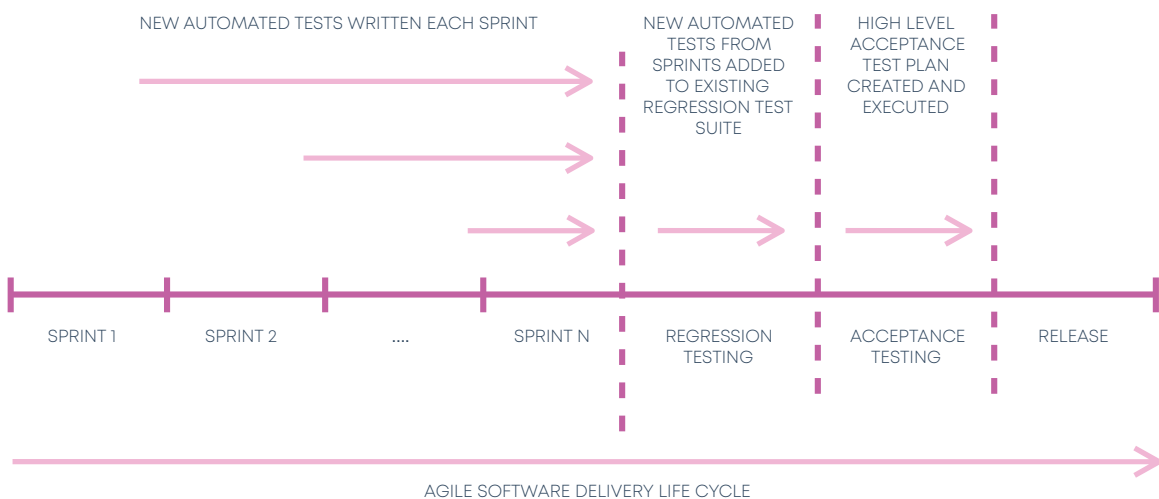 NEW AUTOMATED TESTS WRITTEN EACH SPRINT
NEW AUTOMATED
TESTS FROM
SPRINTS ADDED
TO EXISTING
REGRESSION TEST
SUITE
HIGH LEVEL
ACCEPTANCE
TEST PLAN
CREATED AND
EXECUTED
SPRINT 1
SPRINT 2
....
SPRINT N
REGRESSION
TESTING
ACCEPTANCE
TESTING
RELEASE
AGILE SOFTWARE DELIVERY LIFE CYCLE